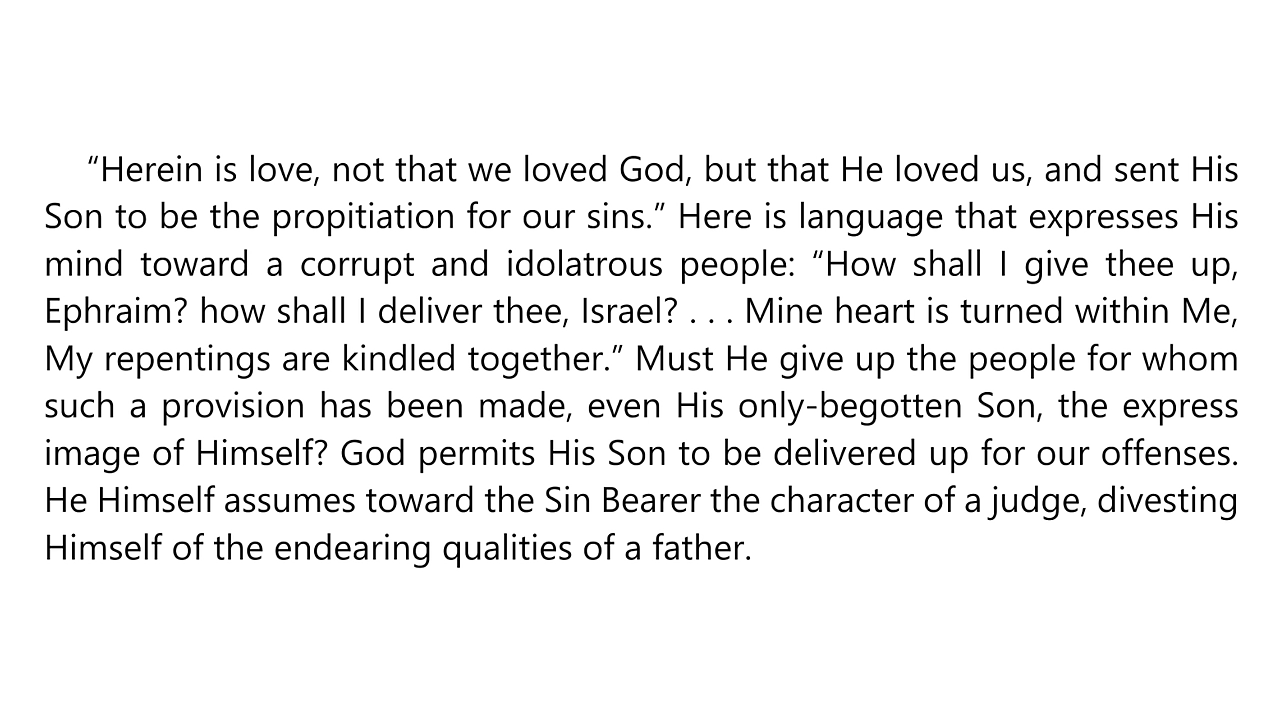 “Herein is love, not that we loved God, but that He loved us, and sent His
Son to be the propitiation for our sins.” Here is language that expresses His
mind toward a corrupt and idolatrous people: “How shall I give thee up,
Ephraim? how shall I deliver thee, Israel? . . . Mine heart is turned within Me,
My repentings are kindled together.” Must He give up the people for whom
such a provision has been made, even His only-begotten Son, the express
image of Himself? God permits His Son to be delivered up for our offenses.
He Himself assumes toward the Sin Bearer the character of a judge, divesting
Himself of the endearing qualities of a father.